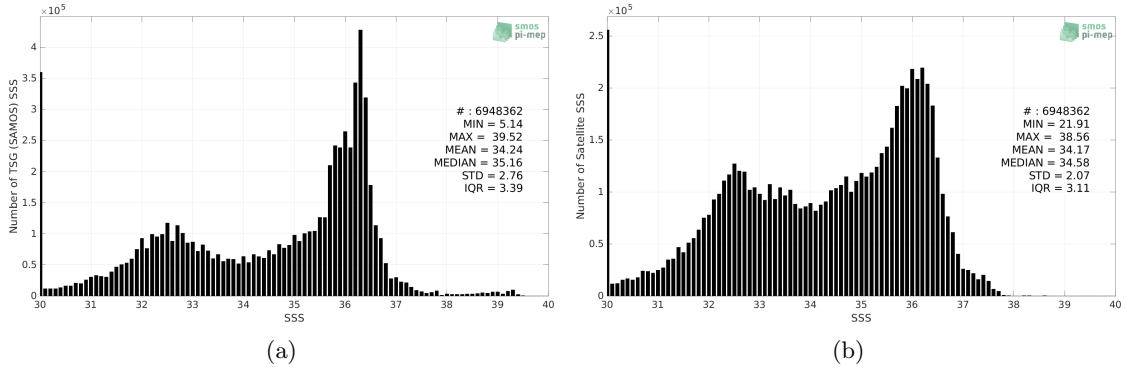 ×10⁵
smos
pi-mep
4
3.5
3
2.5
2
1.5
1
0.5
0
Number of TSG (SAMOS) SSS
# : 6948362
MIN = 5.14
MAX = 39.52
MEAN = 34.24
MEDIAN = 35.16
STD = 2.76
IQR = 3.39
30 31 32 33 34 35 36 37 38 39 40
SSS
(a)
×10⁵
smos
pi-mep
2.5
2
1.5
1
0.5
0
Number of Satellite SSS
# : 6948362
MIN = 21.91
MAX = 38.56
MEAN = 34.17
MEDIAN = 34.58
STD = 2.07
IQR = 3.11
30 31 32 33 34 35 36 37 38 39 40
SSS
(b)